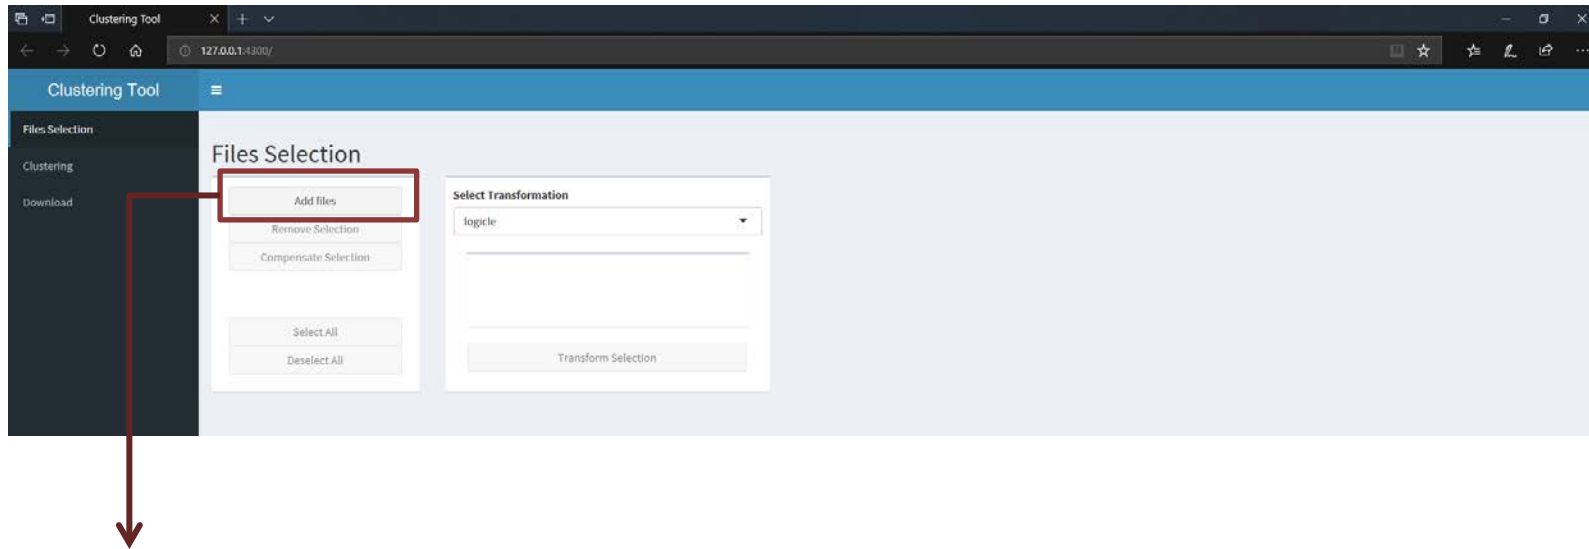 Clustering Tool
127.0.0.1:4300/
Clustering Tool
Files Selection
Clustering
Download
Files Selection
Add files
Remove Selection
Compensate Selection
Select All
Deselect All
Select Transformation
logicle
Transform Selection